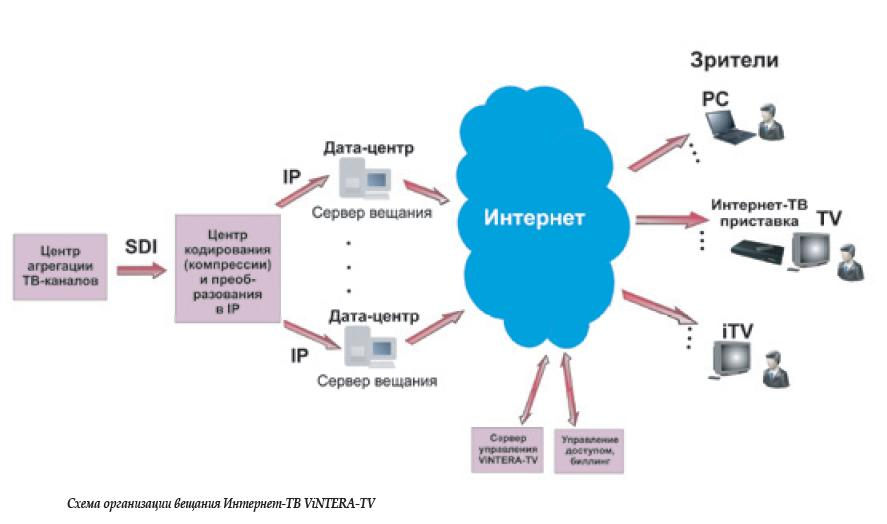 Зрители
PC
Дата-центр
IP
Сервер вещания
Интернет-ТВ
приставка
TV
Интернет
Центр
агрегации
ТВ-каналов
SDI
Центр
кодирования
(компрессии)
и преоб-
разования
в IP
Дата-центр
IP
Сервер вещания
iTV
Сервер
управления
ViNTERA-TV
Управление
доступом,
биллинг
Схема организации вещания Интернет-ТВ ViNTERA-TV